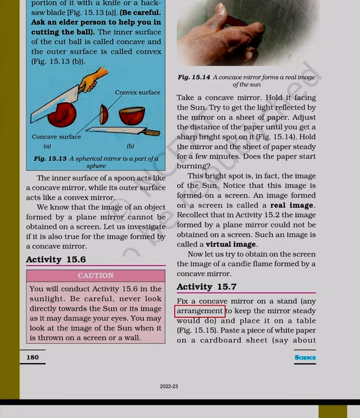 portion of it with a knife or a hack-
saw blade [Fig. 15.13 (a)]. (Be careful.
Ask an elder person to help you in
cutting the ball). The inner surface
of the cut ball is called concave and
the outer surface is called convex
(Fig. 15.13 (b)).
Convex surface
Concave surface
(a)
(b)
Fig. 15.13 A spherical mirror is a part of a
sphere
The inner surface of a spoon acts like
a concave mirror, while its outer surface
acts like a convex mirror.
We know that the image of an object
formed by a plane mirror cannot be
obtained on a screen. Let us investigate
if it is also true for the image formed by
a concave mirror.
Activity 15.6
CAUTION
You will conduct Activity 15.6 in the
sunlight. Be careful, never look
directly towards the Sun or its image
as it may damage your eyes. You may
look at the image of the Sun when it
is thrown on a screen or a wall.
180
Fig. 15.14 A concave mirror forms a real image
of the sun
Take a concave mirror. Hold it facing
the Sun. Try to get the light reflected by
the mirror on a sheet of paper. Adjust
the distance of the paper until you get a
sharp bright spot on it (Fig. 15.14). Hold
the mirror and the sheet of paper steady
for a few minutes. Does the paper start
burning?
This bright spot is, in fact, the image
of the Sun. Notice that this image is
formed on a screen. An image formed
on a screen is called a real image.
Recollect that in Activity 15.2 the image
formed by plane mirror could not be
obtained on a screen. Such an image is
called a virtual image.
Now let us try to obtain on the screen
the image of a candle flame formed by a
concave mirror.
Activity 15.7
Fix a concave mirror on a stand (any
arrangement to keep the mirror steady
would do) and place it on a table
(Fig. 15.15). Paste a piece of white paper
on a cardboard sheet (say about
SCIENCE
2022-23